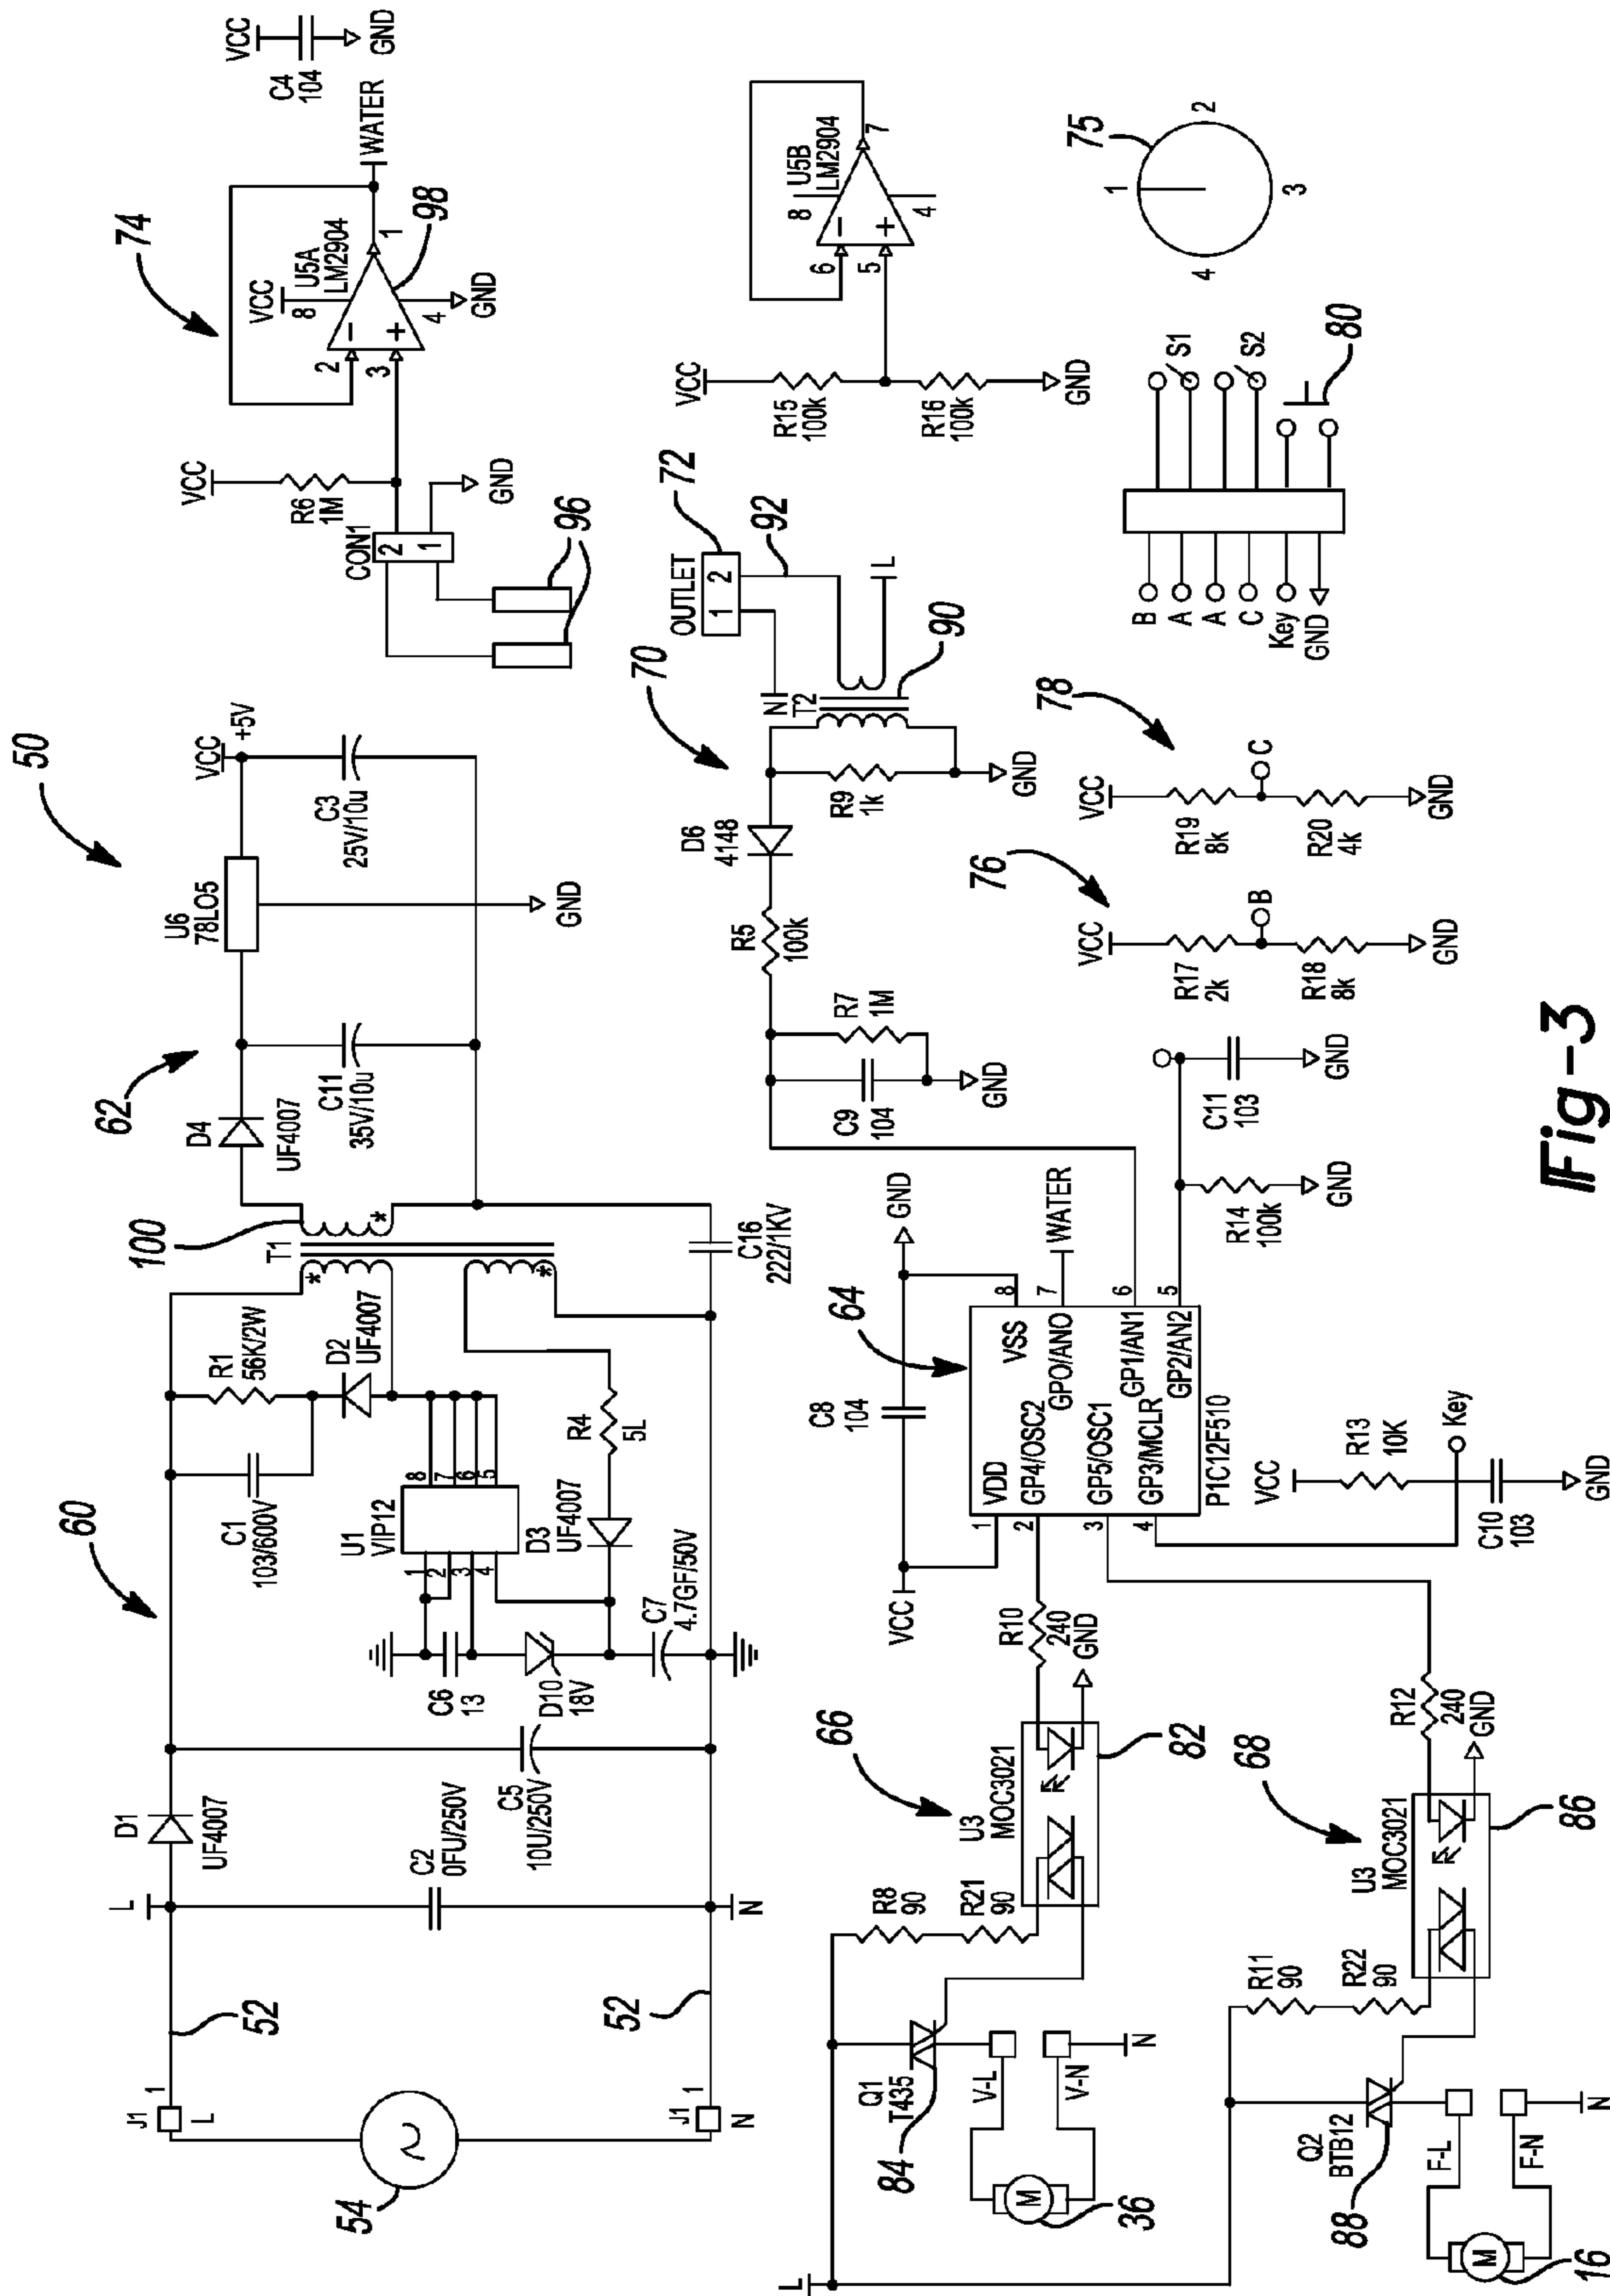 50
60
62
100
74
J1
1
L
52
54
J1
1
N
52
L
N
D1
UF4007
C2
0FU/250V
C5
10U/250V
C1
103/600V
R1
56K/2W
D2
UF4007
U1
VIP12
1
2
3
4
8
7
6
5
C6
13
D10
18V
D3
UF4007
C7
4.7GF/50V
R4
5L
T1
*
*
*
C16
222/1KV
D4
UF4007
C11
35V/10u
U6
78LO5
GND
VCC
+5V
C3
25V/10u
VCC
R6
1M
CON1
2
1
GND
96
VCC
8
U5A
LM2904
2
3
−
+
1
4
GND
98
WATER
VCC
C4
104
GND
L
Q1
T435
84
V-L
V-N
N
M
36
R8
90
R21
90
66
U3
MOC3021
82
R10
240
GND
Q2
BTB12
88
F-L
F-N
N
M
16
R11
90
R22
90
68
U3
MOC3021
86
R12
240
GND
VCC
C8
104
GND
64
1
VDD
2
GP4/OSC2
3
GP5/OSC1
4
GP3/MCLR
VSS
8
GPO/ANO
7
GP1/AN1
6
GP2/AN2
5
P1C12F510
WATER
VCC
R13
10K
Key
C10
103
GND
R14
100k
GND
C11
103
GND
C9
104
R7
1M
GND
R5
100k
D6
4148
R9
1k
GND
70
T2
N
90
L
OUTLET
1
2
72
92
VCC
R15
100k
R16
100k
GND
U5B
LM2904
8
6
5
−
+
7
4
76
VCC
R17
2k
B
R18
8k
GND
78
VCC
R19
8k
C
R20
4k
GND
B
A
A
C
Key
GND
S1
S2
80
75
1
2
3
4
Fig-3